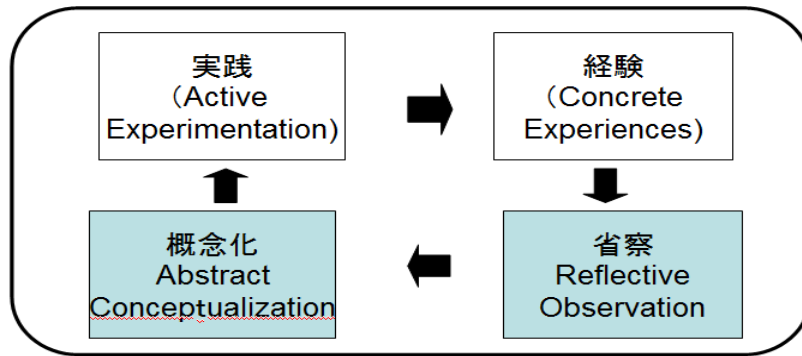 実践
（Active
Experimentation)
経験
（Concrete
Experiences)
概念化
Abstract
Conceptualization
省察
Reflective
Observation